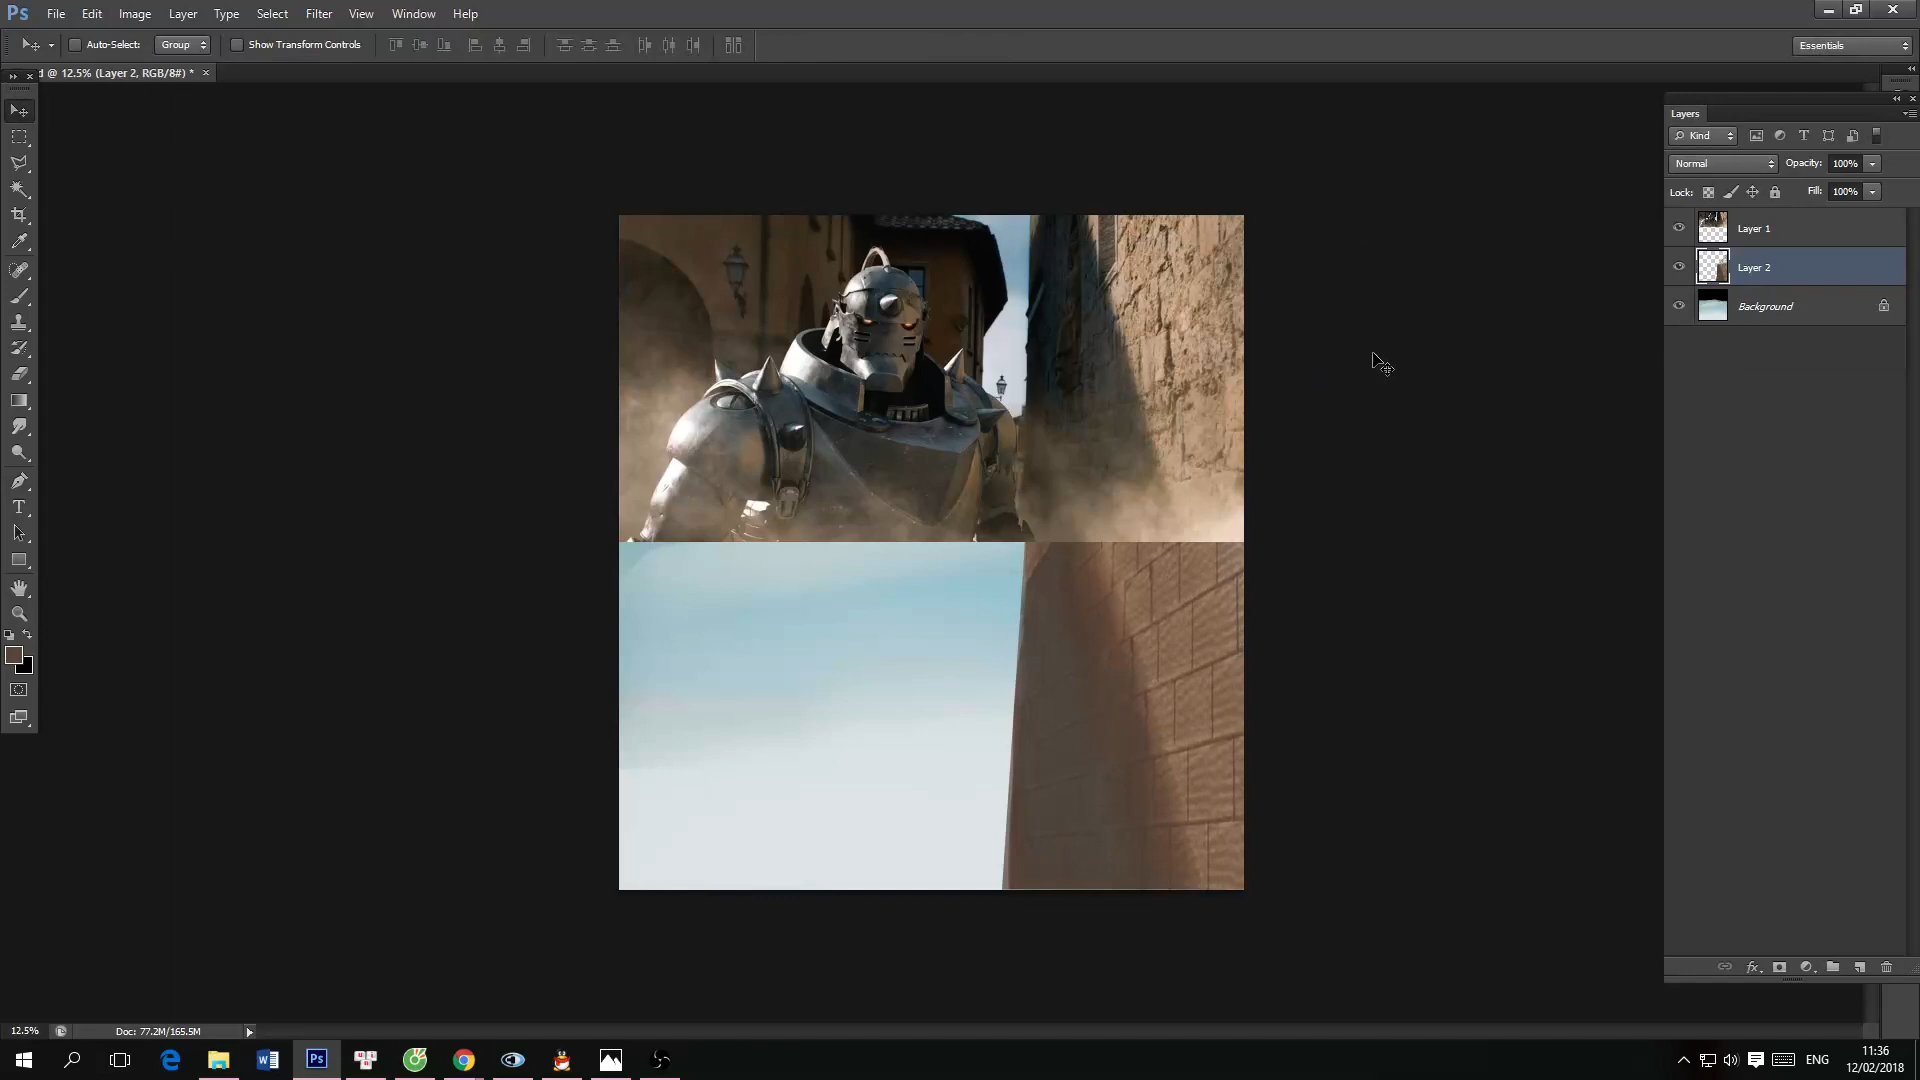 Ps File Edit Image Layer Type Select Filter View Window Help
Auto-Select: Group Show Transform Controls Essentials
d @ 12.5% (Layer 2, RGB/8#) * ×
Layers
Kind
Normal Opacity: 100%
Lock: Fill: 100%
Layer 1
Layer 2
Background
fx
12.5% Doc: 77.2M/165.5M
Ps ENG
11:36
12/02/2018